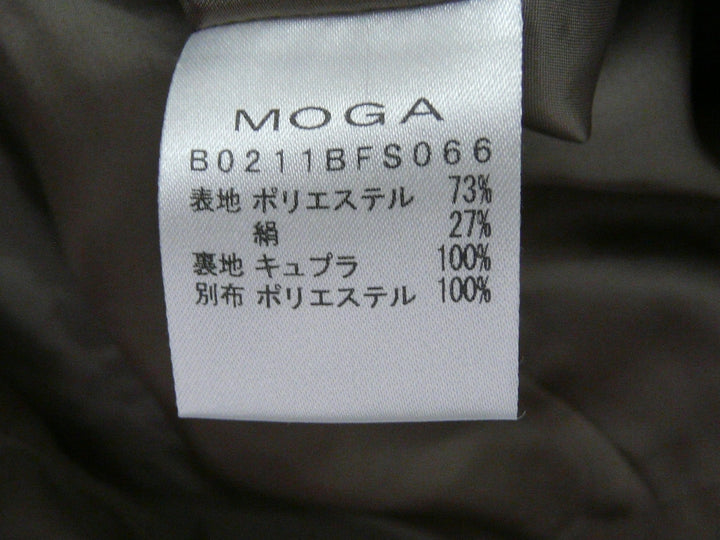 MOGA
B0211BFS066
表地 ポリエステル 73%
絹 27%
裏地 キュプラ 100%
別布 ポリエステル 100%